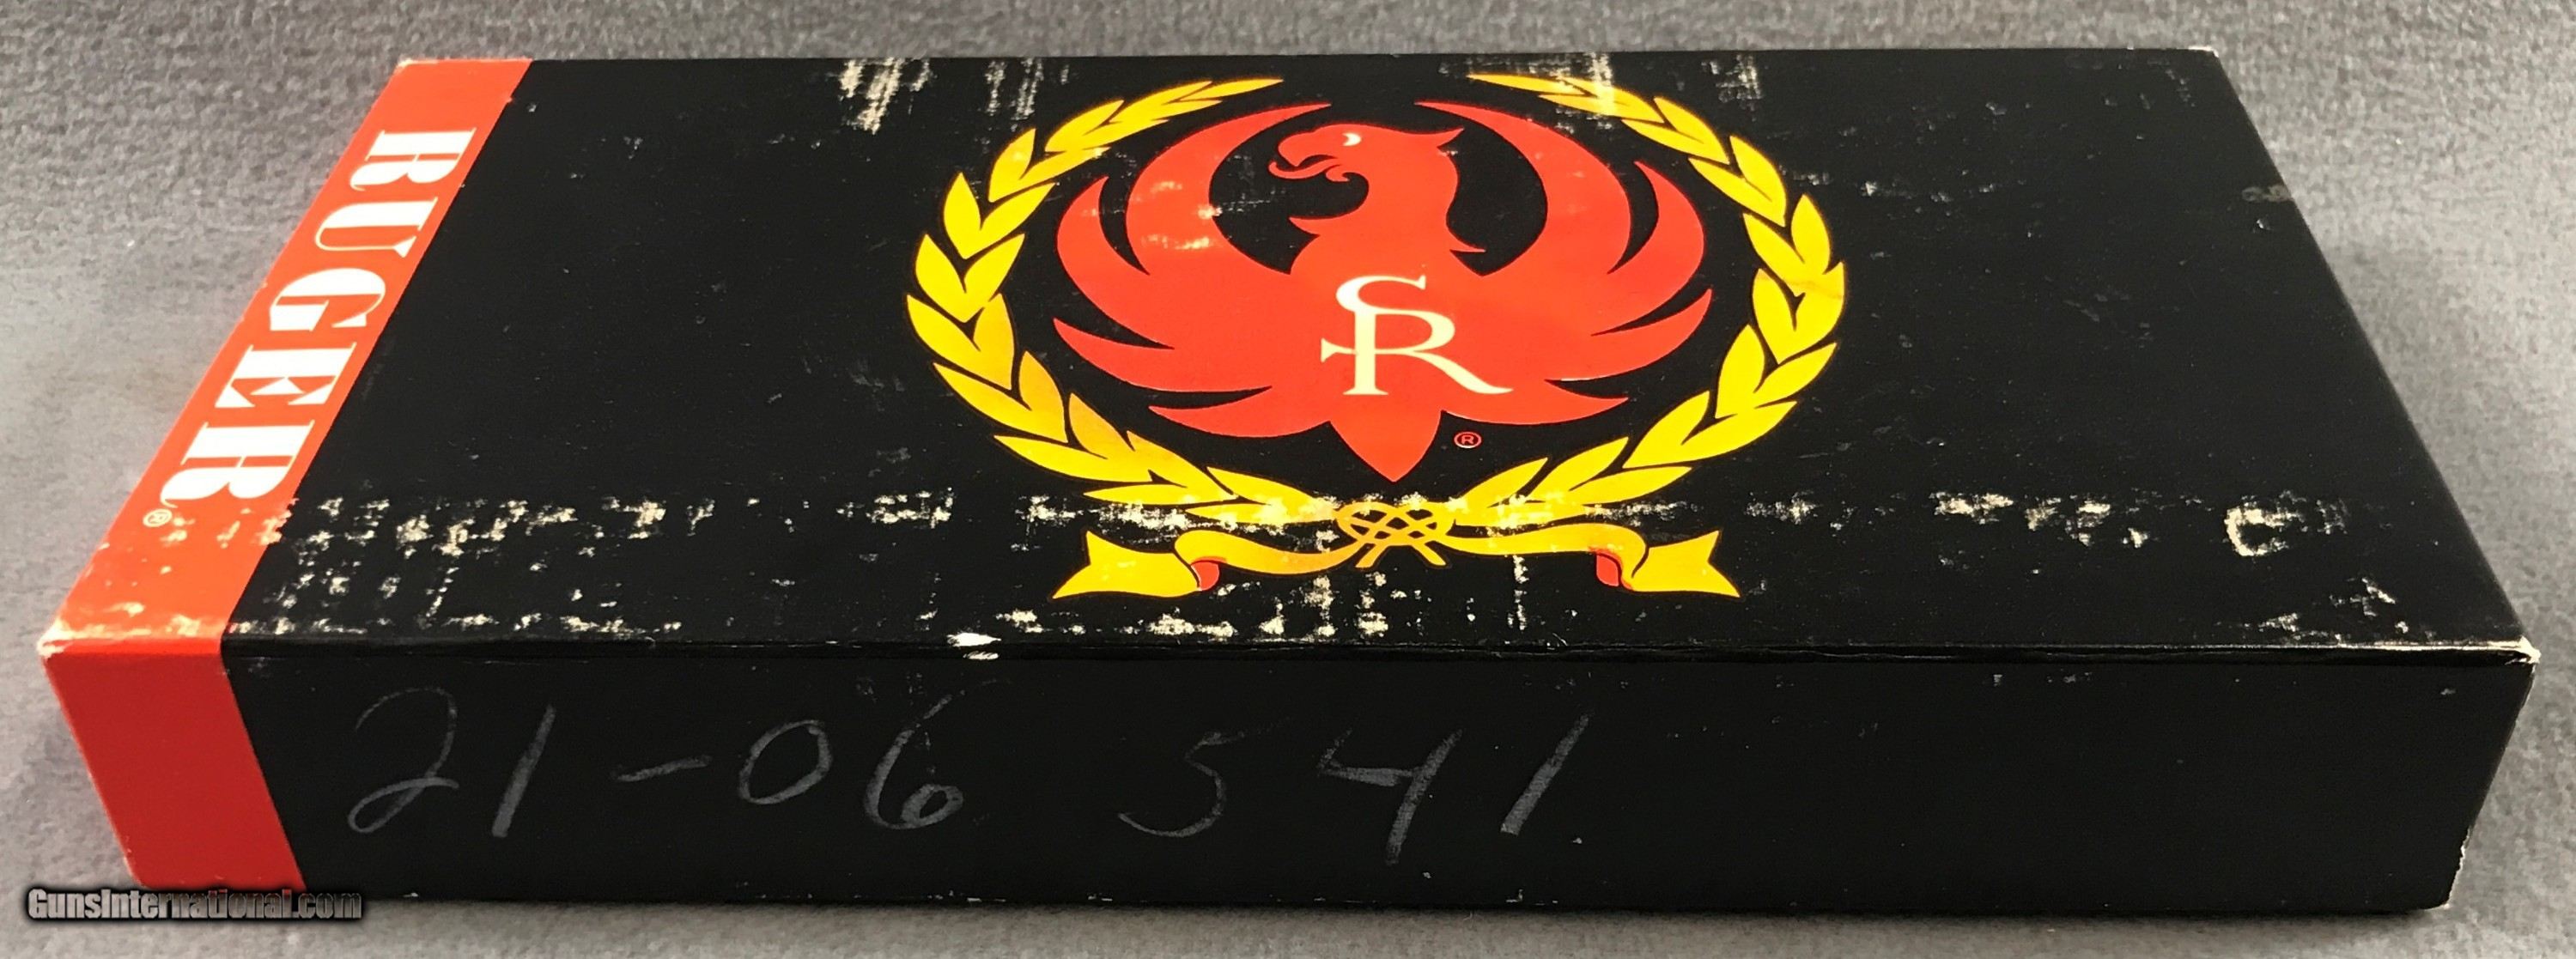 RUGER®
SR
®
21-06 541
GunsInternational.com